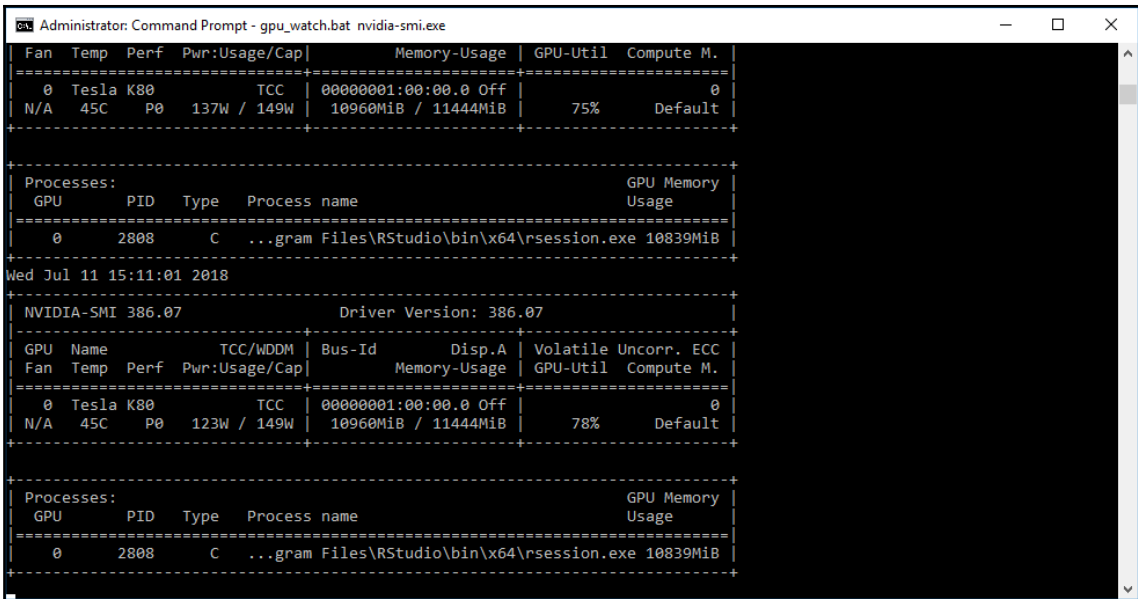 Administrator: Command Prompt - gpu_watch.bat  nvidia-smi.exe
| Fan  Temp  Perf  Pwr:Usage/Cap|         Memory-Usage | GPU-Util  Compute M. |
|===============================+======================+======================|
|   0  Tesla K80           TCC  | 00000001:00:00.0 Off |                    0 |
| N/A   45C    P0   137W / 149W |  10960MiB / 11444MiB |     75%      Default |
+-------------------------------+----------------------+----------------------+
+-----------------------------------------------------------------------------+
| Processes:                                                       GPU Memory |
|  GPU       PID   Type   Process name                             Usage      |
|=============================================================================|
|    0      2808      C   ...gram Files\RStudio\bin\x64\rsession.exe 10839MiB |
+-----------------------------------------------------------------------------+
Wed Jul 11 15:11:01 2018
+-----------------------------------------------------------------------------+
| NVIDIA-SMI 386.07                 Driver Version: 386.07                    |
|-------------------------------+----------------------+----------------------+
| GPU  Name            TCC/WDDM | Bus-Id        Disp.A | Volatile Uncorr. ECC |
| Fan  Temp  Perf  Pwr:Usage/Cap|         Memory-Usage | GPU-Util  Compute M. |
|===============================+======================+======================|
|   0  Tesla K80           TCC  | 00000001:00:00.0 Off |                    0 |
| N/A   45C    P0   123W / 149W |  10960MiB / 11444MiB |     78%      Default |
+-------------------------------+----------------------+----------------------+
+-----------------------------------------------------------------------------+
| Processes:                                                       GPU Memory |
|  GPU       PID   Type   Process name                             Usage      |
|=============================================================================|
|    0      2808      C   ...gram Files\RStudio\bin\x64\rsession.exe 10839MiB |
+-----------------------------------------------------------------------------+